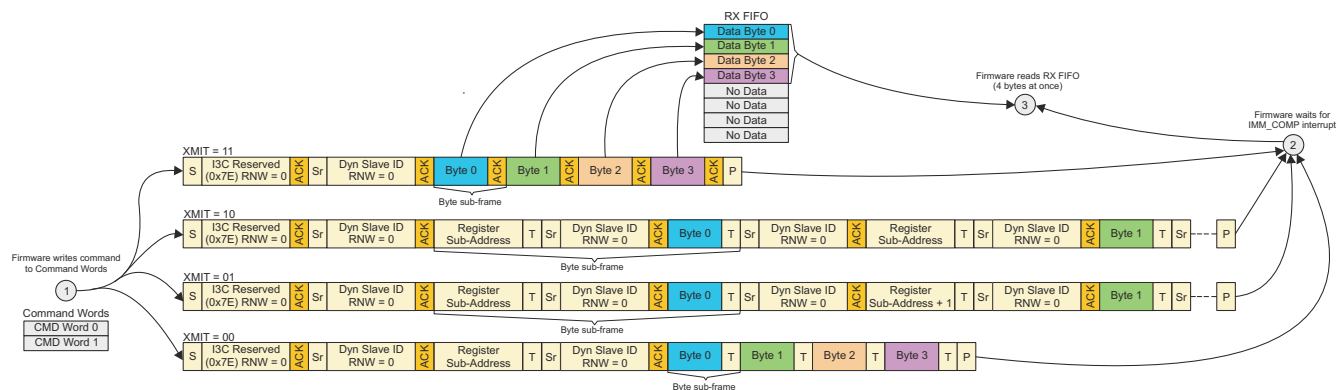 RX FIFO
Data Byte 0
Data Byte 1
Data Byte 2
Data Byte 3
No Data
No Data
No Data
No Data
Firmware reads RX FIFO
(4 bytes at once)
3
Firmware waits for
IMM_COMP interrupt
2
XMIT = 11
S
I3C Reserved
(0x7E) RNW = 0
ACK
Sr
Dyn Slave ID
RNW = 0
ACK
Byte 0
ACK
Byte 1
ACK
Byte 2
ACK
Byte 3
ACK
P
Byte sub-frame
XMIT = 10
S
I3C Reserved
(0x7E) RNW = 0
ACK
Sr
Dyn Slave ID
RNW = 0
ACK
Register
Sub-Address
T
Sr
Dyn Slave ID
RNW = 0
ACK
Byte 0
T
Sr
Dyn Slave ID
RNW = 0
ACK
Register
Sub-Address
T
Sr
Dyn Slave ID
RNW = 0
ACK
Byte 1
T
Sr
P
Byte sub-frame
Firmware writes command
to Command Words
1
Command Words
CMD Word 0
CMD Word 1
XMIT = 01
S
I3C Reserved
(0x7E) RNW = 0
ACK
Sr
Dyn Slave ID
RNW = 0
ACK
Register
Sub-Address
T
Sr
Dyn Slave ID
RNW = 0
ACK
Byte 0
T
Sr
Dyn Slave ID
RNW = 0
ACK
Register
Sub-Address + 1
T
Sr
Dyn Slave ID
RNW = 0
ACK
Byte 1
T
Sr
P
Byte sub-frame
XMIT = 00
S
I3C Reserved
(0x7E) RNW = 0
ACK
Sr
Dyn Slave ID
RNW = 0
ACK
Register
Sub-Address
T
Sr
Dyn Slave ID
RNW = 0
ACK
Byte 0
T
Byte 1
T
Byte 2
T
Byte 3
T
P
Byte sub-frame